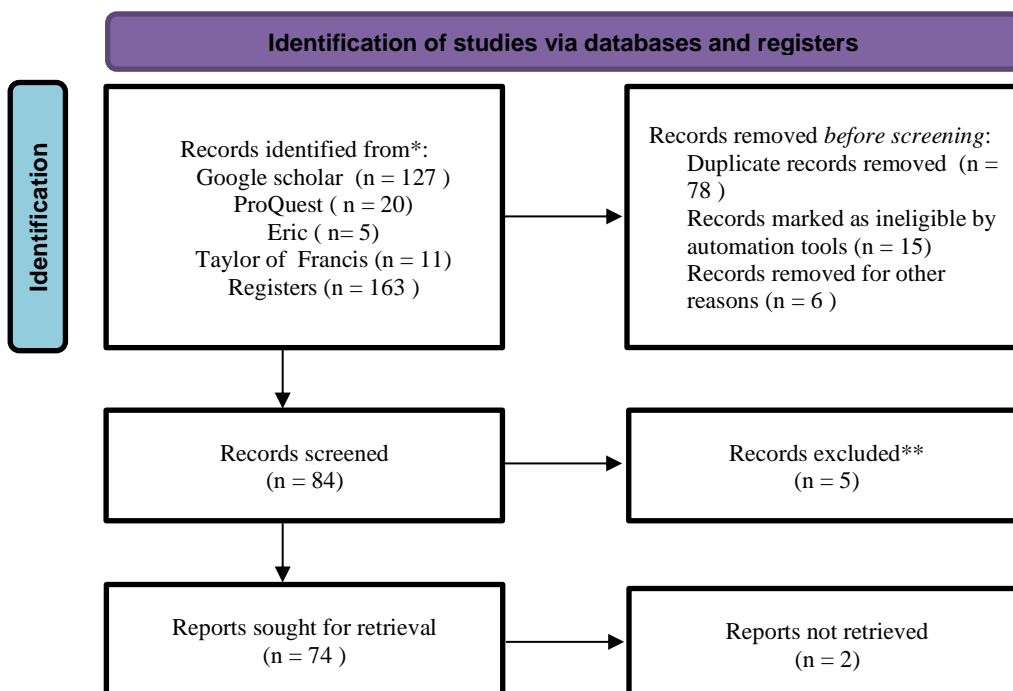 Identification of studies via databases and registers
Identification
Records identified from*:
Google scholar (n = 127 )
ProQuest ( n = 20)
Eric ( n= 5)
Taylor of Francis (n = 11)
Registers (n = 163 )
Records removed before screening:
Duplicate records removed (n =
78 )
Records marked as ineligible by
automation tools (n = 15)
Records removed for other
reasons (n = 6 )
Records screened
(n = 84)
Records excluded**
(n = 5)
Reports sought for retrieval
(n = 74 )
Reports not retrieved
(n = 2)